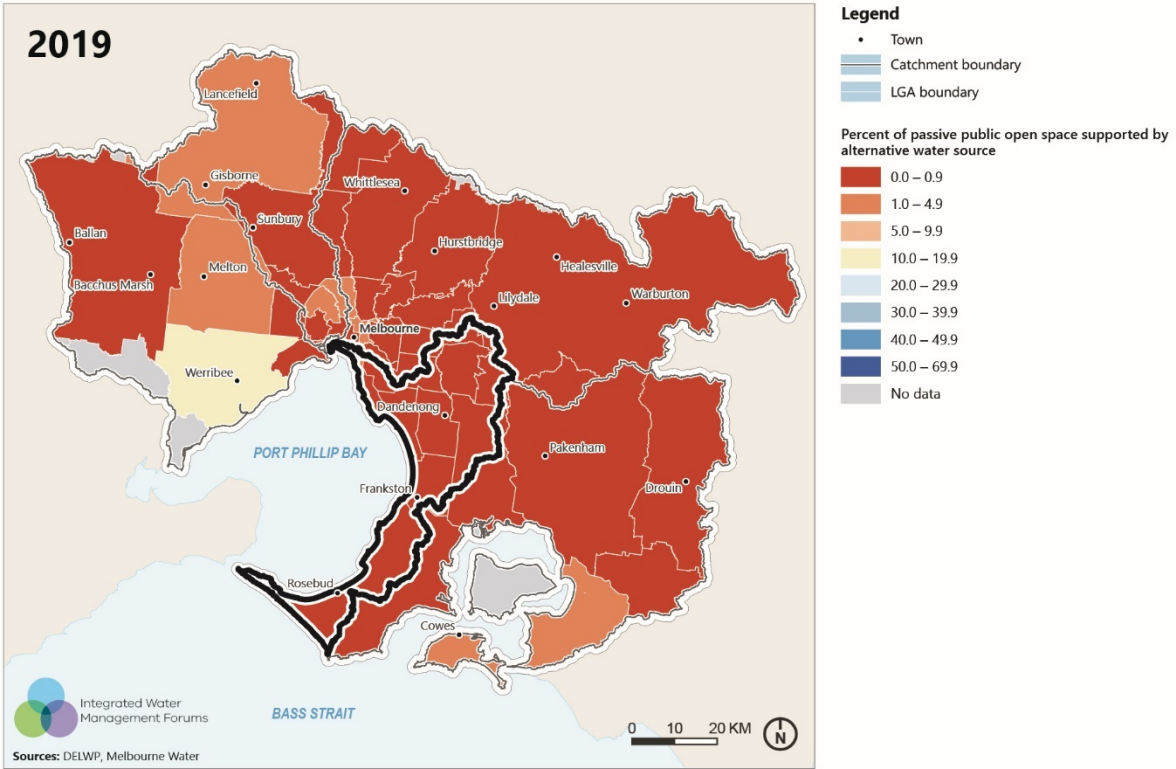 2019
Lancefield
Gisborne
Whittlesea
Sunbury
Ballan
Hurstbridge
Healesville
Melton
Bacchus Marsh
Lilydale
Warburton
Melbourne
Werribee
Dandenong
PORT PHILLIP BAY
Pakenham
Frankston
Drouin
Rosebud
Cowes
Integrated Water
Management Forums
BASS STRAIT
0 10 20 KM
N
Sources: DELWP, Melbourne Water
Legend
Town
Catchment boundary
LGA boundary
Percent of passive public open space supported by
alternative water source
0.0 – 0.9
1.0 – 4.9
5.0 – 9.9
10.0 – 19.9
20.0 – 29.9
30.0 – 39.9
40.0 – 49.9
50.0 – 69.9
No data